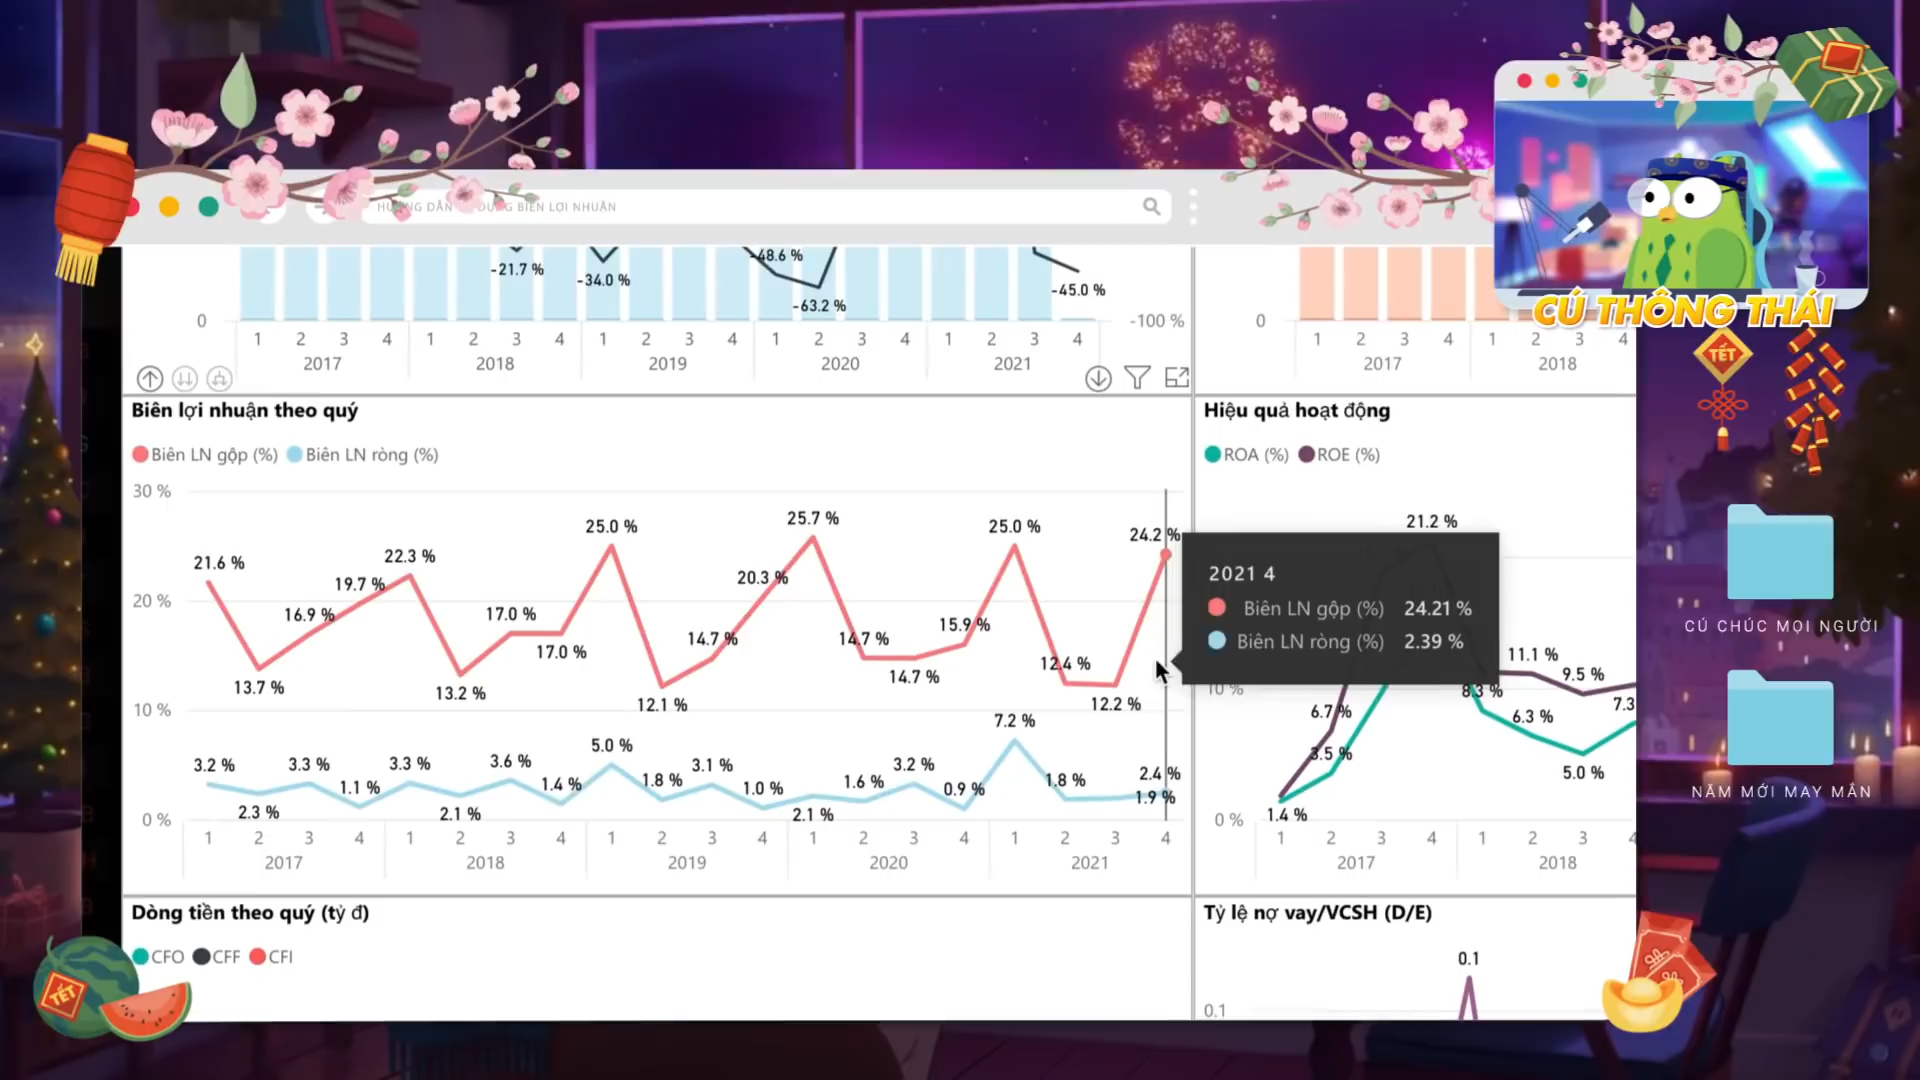 CÚ THÔNG THÁI
-21.7 %
-34.0 %
-48.6 %
-63.2 %
-45.0 %
0
-100 %
1 2 3 4 1 2 3 4 1 2 3 4 1 2 3 4 1 2 3 4
2017 2018 2019 2020 2021
0
1 2 3 4 1 2 3 4
2017 2018
TẾT
Biên lợi nhuận theo quý
Biên LN gộp (%) Biên LN ròng (%)
30 %
20 %
10 %
0 %
21.6 % 13.7 % 16.9 % 19.7 % 22.3 % 13.2 % 17.0 % 17.0 % 25.0 % 12.1 % 14.7 % 20.3 % 25.7 % 14.7 % 14.7 % 15.9 % 25.0 % 12.4 % 12.2 % 24.2 %
3.2 % 2.3 % 3.3 % 1.1 % 3.3 % 2.1 % 3.6 % 1.4 % 5.0 % 1.8 % 3.1 % 1.0 % 2.1 % 1.6 % 3.2 % 0.9 % 7.2 % 1.8 % 1.9 % 2.4 %
1 2 3 4 1 2 3 4 1 2 3 4 1 2 3 4 1 2 3 4
2017 2018 2019 2020 2021
2021 4
Biên LN gộp (%) 24.21 %
Biên LN ròng (%) 2.39 %
Hiệu quả hoạt động
ROA (%) ROE (%)
21.2 %
11.1 %
9.5 %
10 %
8.3 %
6.7 %
6.3 %
7.3
3.5 %
5.0 %
0 %
1.4 %
1 2 3 4 1 2 3 4
2017 2018
CÚ CHÚC MỌI NGƯỜI
NĂM MỚI MAY MẮN
Dòng tiền theo quý (tỷ đ)
CFO CFF CFI
Tỷ lệ nợ vay/VCSH (D/E)
0.1
0.1
TẾT